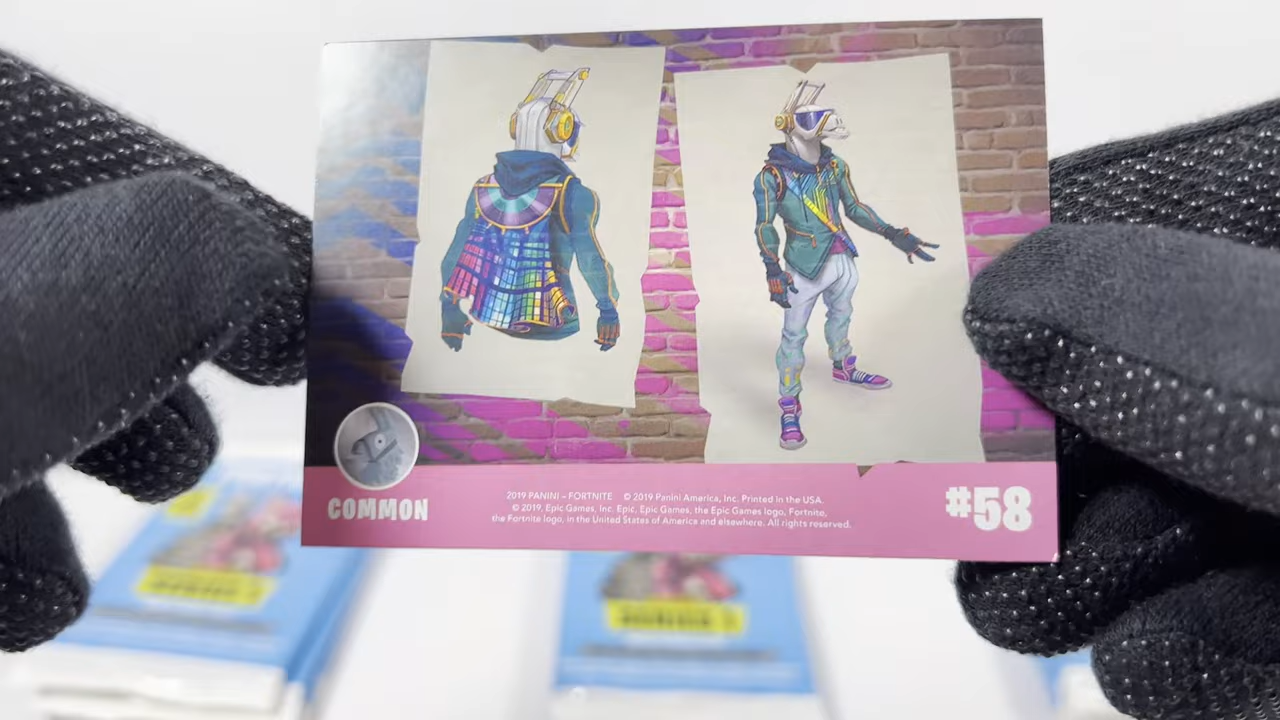 COMMON
2019 PANINI – FORTNITE © 2019 Panini America, Inc. Printed in the USA.
© 2019, Epic Games, Inc. Epic, Epic Games, the Epic Games logo, Fortnite,
the Fortnite logo, in the United States of America and elsewhere. All rights reserved.
#58